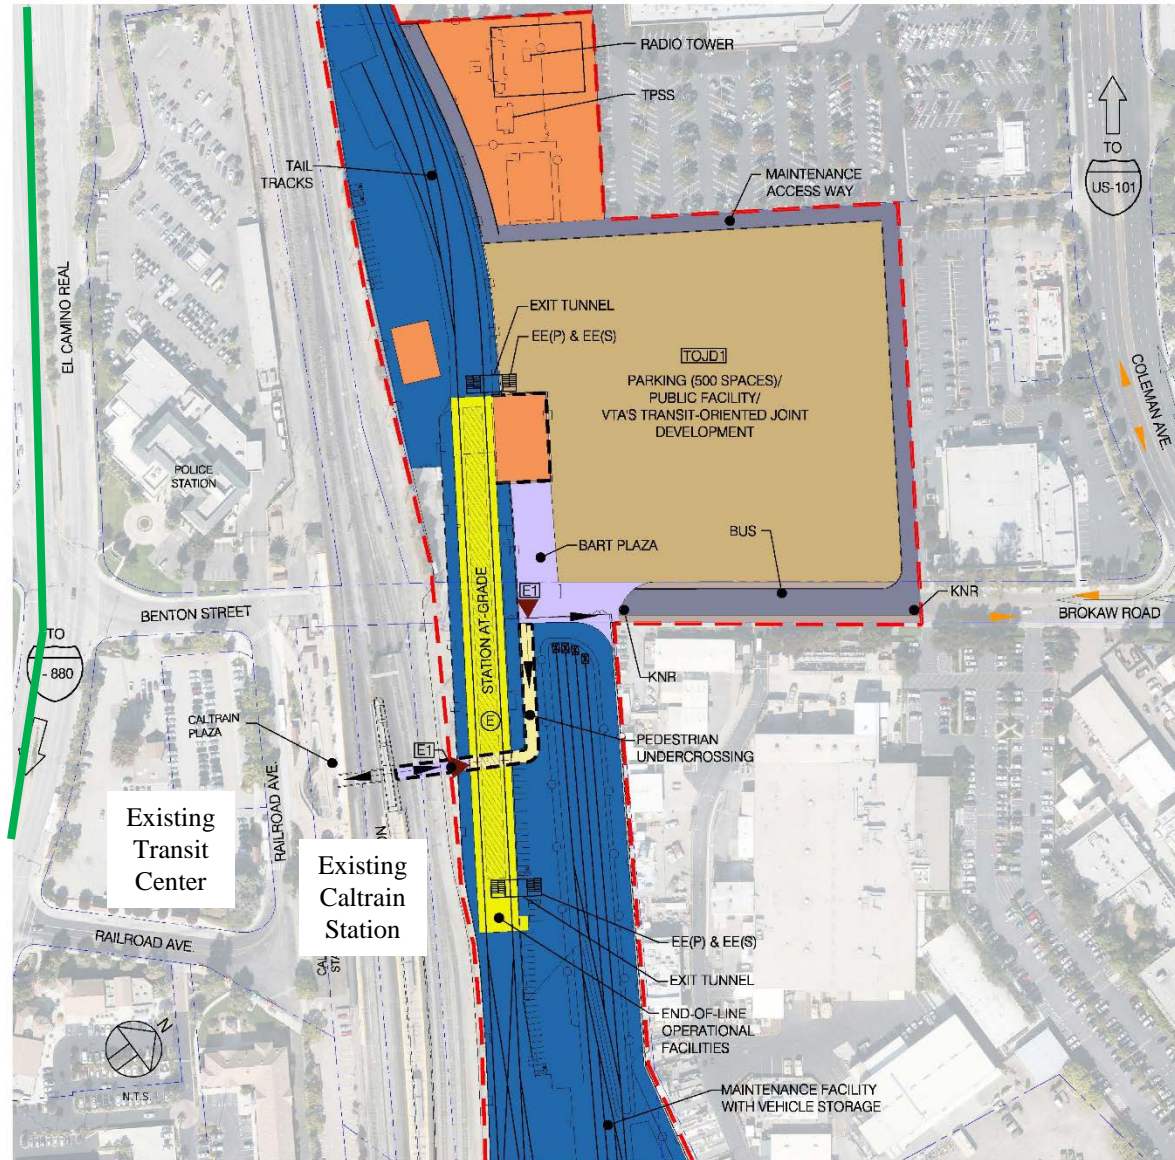 RADIO TOWER
TPSS
TAIL
TRACKS
MAINTENANCE
ACCESS WAY
TO
US-101
EL CAMINO REAL
EXIT TUNNEL
EE(P) & EE(S)
TOJD1
PARKING (500 SPACES)/
PUBLIC FACILITY/
VTA'S TRANSIT-ORIENTED JOINT
DEVELOPMENT
COLEMAN AVE.
POLICE
STATION
BART PLAZA
BUS
E1
KNR
BENTON STREET
BROKAW ROAD
STATION AT-GRADE
E
TO
- 880
KNR
CALTRAIN
PLAZA
E1
PEDESTRIAN
UNDERCROSSING
RAILROAD AVE.
Existing
Transit
Center
Existing
Caltrain
Station
RAILROAD AVE.
EE(P) & EE(S)
EXIT TUNNEL
END-OF-LINE
OPERATIONAL
FACILITIES
N
N.T.S.
MAINTENANCE FACILITY
WITH VEHICLE STORAGE